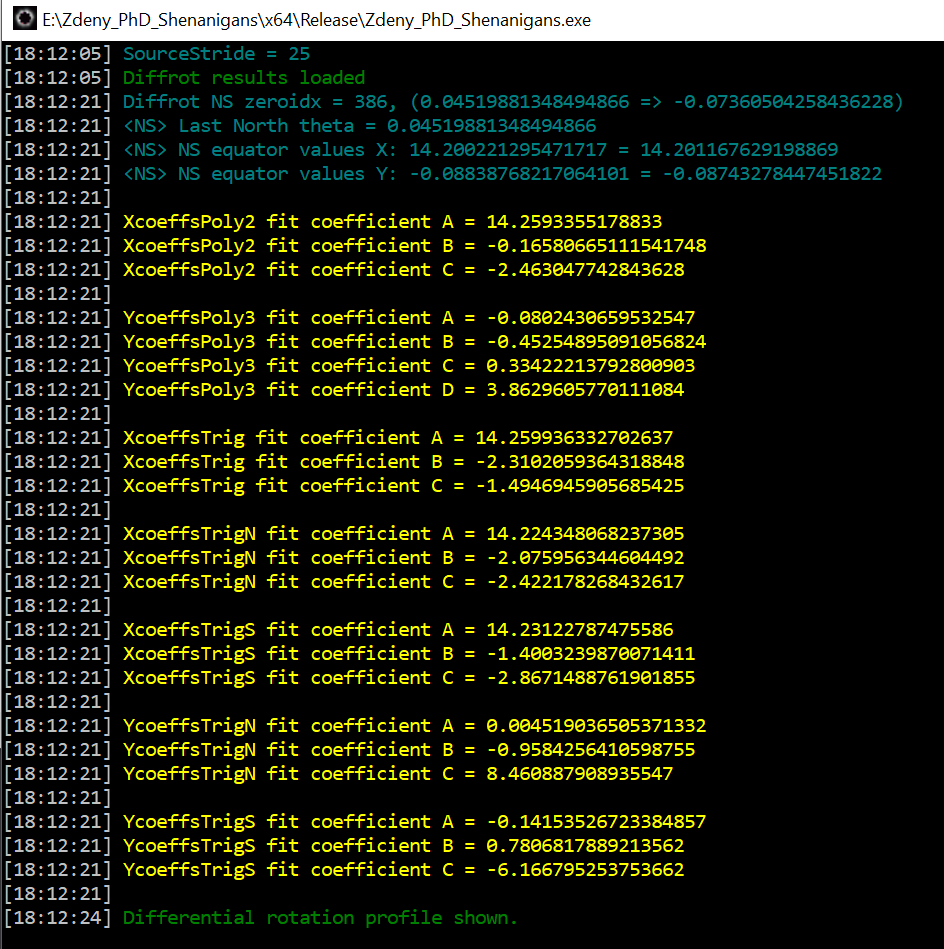 E:\Zdeny_PhD_Shenanigans\x64\Release\Zdeny_PhD_Shenanigans.exe
[18:12:05] SourceStride = 25
[18:12:05] Diffrot results loaded
[18:12:21] Diffrot NS zeroidx = 386, (0.04519881348494866 => -0.07360504258436228)
[18:12:21] <NS> Last North theta = 0.04519881348494866
[18:12:21] <NS> NS equator values X: 14.200221295471717 = 14.201167629198869
[18:12:21] <NS> NS equator values Y: -0.08838768217064101 = -0.08743278447451822
[18:12:21]
[18:12:21] XcoeffsPoly2 fit coefficient A = 14.2593355178833
[18:12:21] XcoeffsPoly2 fit coefficient B = -0.16580665111541748
[18:12:21] XcoeffsPoly2 fit coefficient C = -2.463047742843628
[18:12:21]
[18:12:21] YcoeffsPoly3 fit coefficient A = -0.0802430659532547
[18:12:21] YcoeffsPoly3 fit coefficient B = -0.45254895091056824
[18:12:21] YcoeffsPoly3 fit coefficient C = 0.33422213792800903
[18:12:21] YcoeffsPoly3 fit coefficient D = 3.8629605770111084
[18:12:21]
[18:12:21] XcoeffsTrig fit coefficient A = 14.259936332702637
[18:12:21] XcoeffsTrig fit coefficient B = -2.3102059364318848
[18:12:21] XcoeffsTrig fit coefficient C = -1.4946945905685425
[18:12:21]
[18:12:21] XcoeffsTrigN fit coefficient A = 14.224348068237305
[18:12:21] XcoeffsTrigN fit coefficient B = -2.075956344604492
[18:12:21] XcoeffsTrigN fit coefficient C = -2.422178268432617
[18:12:21]
[18:12:21] XcoeffsTrigS fit coefficient A = 14.23122787475586
[18:12:21] XcoeffsTrigS fit coefficient B = -1.4003239870071411
[18:12:21] XcoeffsTrigS fit coefficient C = -2.8671488761901855
[18:12:21]
[18:12:21] YcoeffsTrigN fit coefficient A = 0.004519036505371332
[18:12:21] YcoeffsTrigN fit coefficient B = -0.9584256410598755
[18:12:21] YcoeffsTrigN fit coefficient C = 8.460887908935547
[18:12:21]
[18:12:21] YcoeffsTrigS fit coefficient A = -0.14153526723384857
[18:12:21] YcoeffsTrigS fit coefficient B = 0.7806817889213562
[18:12:21] YcoeffsTrigS fit coefficient C = -6.166795253753662
[18:12:21]
[18:12:24] Differential rotation profile shown.